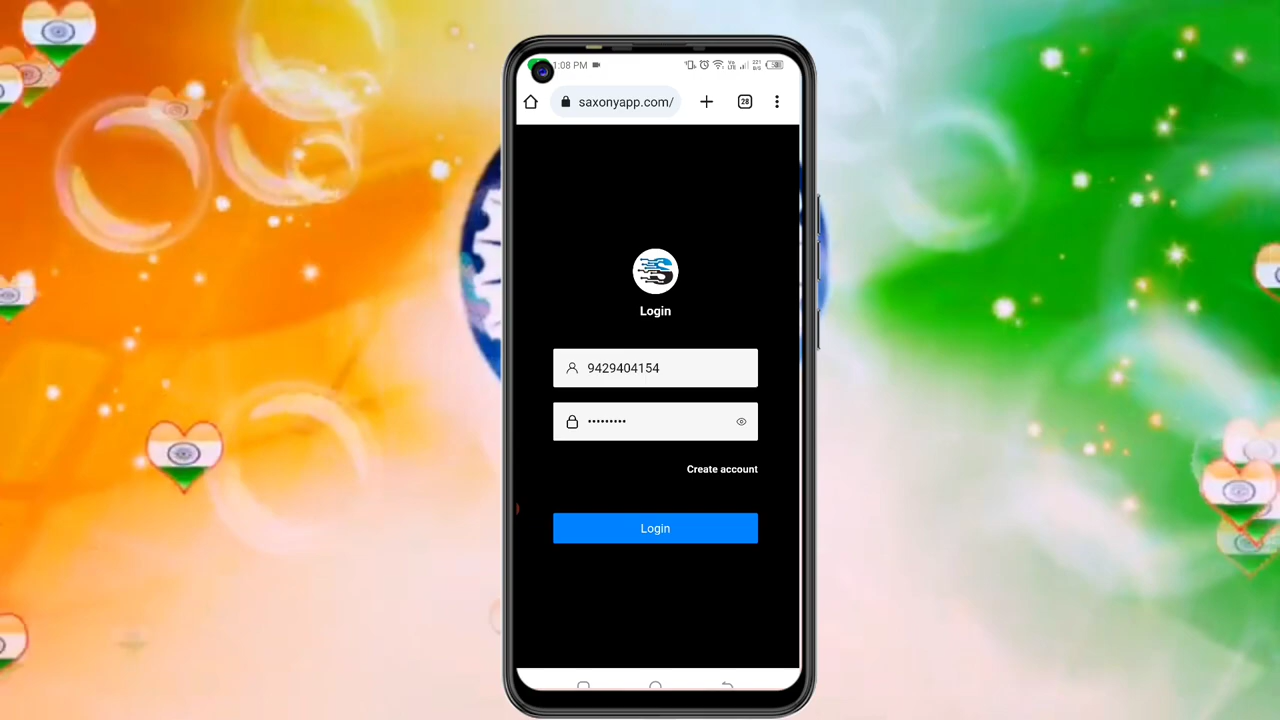 1:08 PM
saxonyapp.com/
28
Login
9429404154
•••••••••
Create account
Login